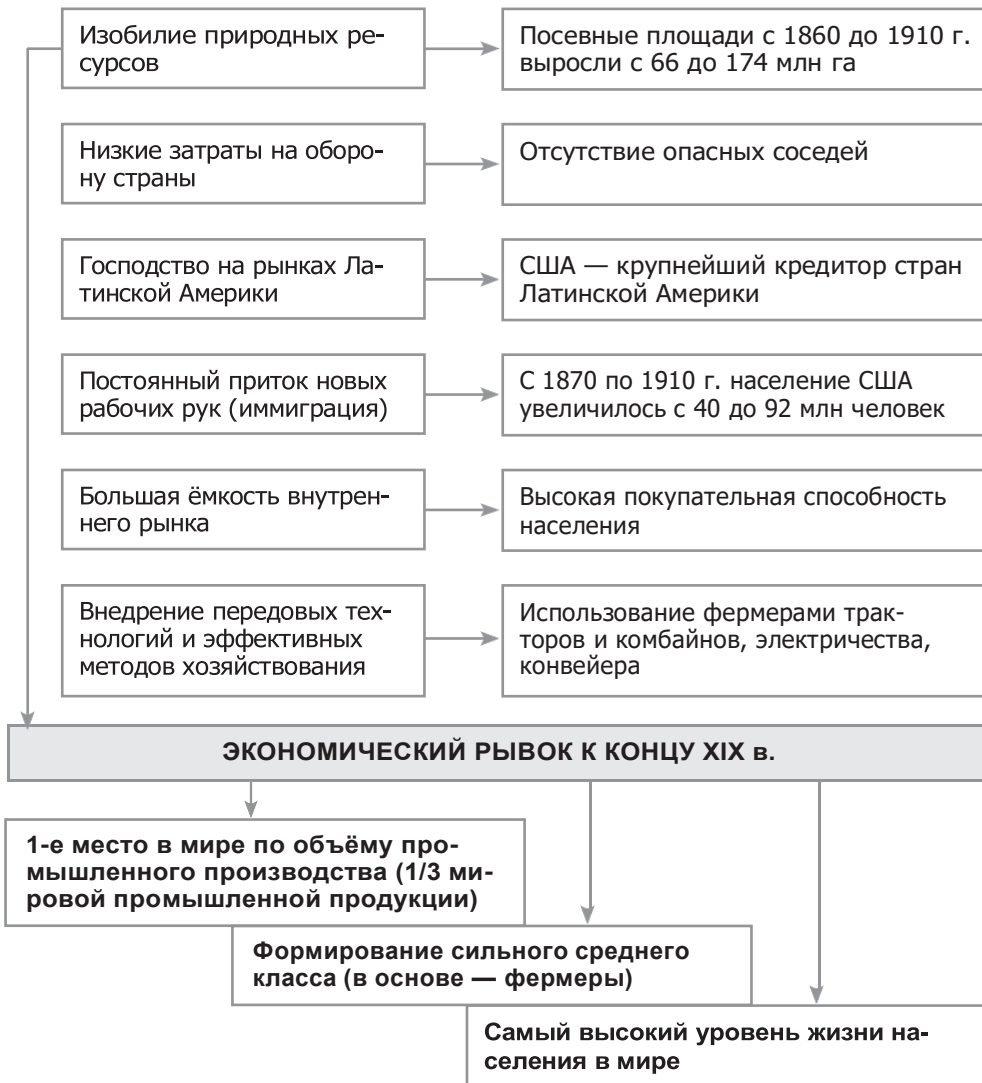 Изобилие природных ре-
сурсов
Посевные площади с 1860 до 1910 г.
выросли с 66 до 174 млн га
Низкие затраты на оборо-
ну страны
Отсутствие опасных соседей
Господство на рынках Ла-
тинской Америки
США — крупнейший кредитор стран
Латинской Америки
Постоянный приток новых
рабочих рук (иммиграция)
С 1870 по 1910 г. население США
увеличилось с 40 до 92 млн человек
Большая ёмкость внутрен-
него рынка
Высокая покупательная способность
населения
Внедрение передовых тех-
нологий и эффективных
методов хозяйствования
Использование фермерами трак-
торов и комбайнов, электричества,
конвейера
ЭКОНОМИЧЕСКИЙ РЫВОК К КОНЦУ XIX в.
1-е место в мире по объёму про-
мышленного производства (1/3 ми-
ровой промышленной продукции)
Формирование сильного среднего
класса (в основе — фермеры)
Самый высокий уровень жизни на-
селения в мире